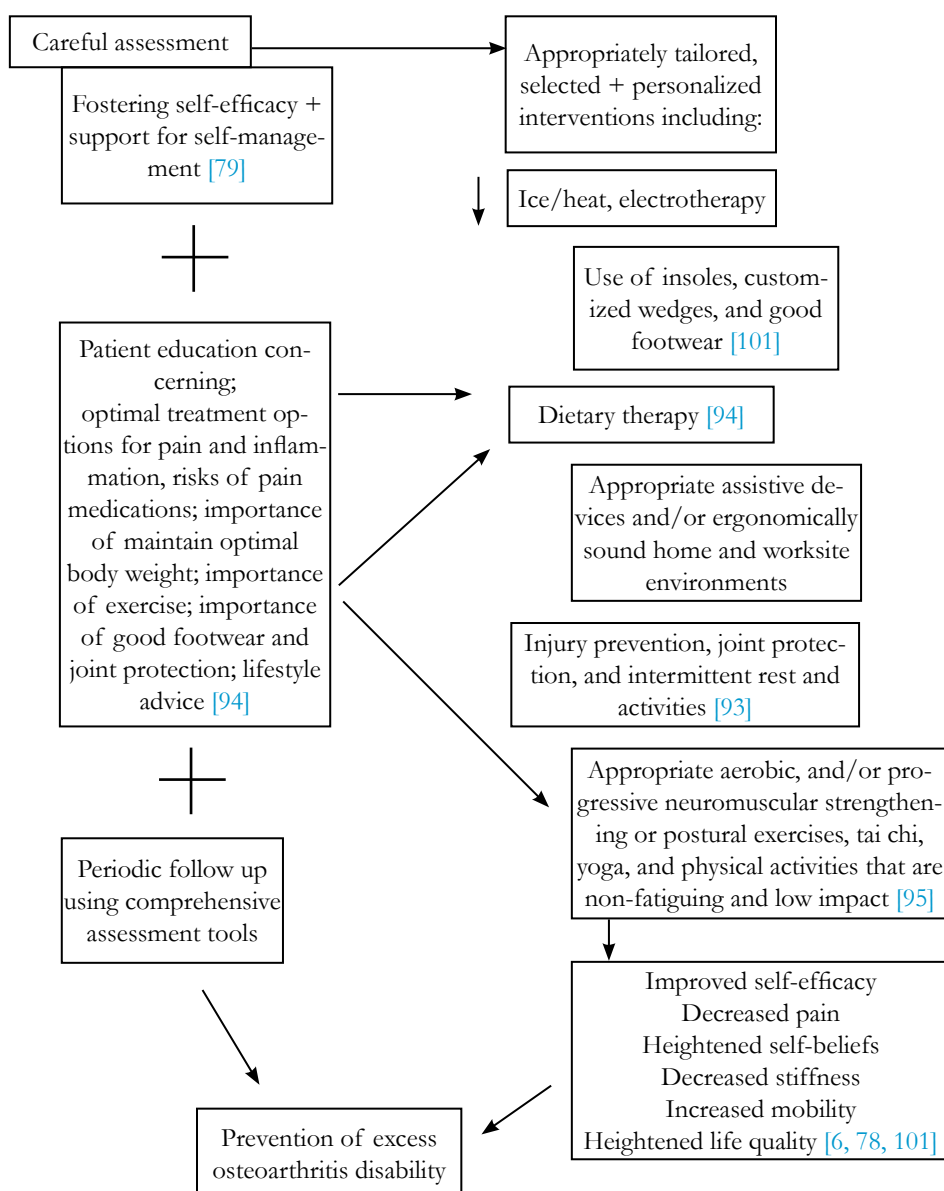 Careful assessment
Fostering self-efficacy +
support for self-manage-
ment [79]
Patient education con-
cerning;
optimal treatment op-
tions for pain and inflam-
mation, risks of pain
medications; importance
of maintain optimal
body weight; importance
of exercise; importance
of good footwear and
joint protection; lifestyle
advice [94]
Periodic follow up
using comprehensive
assessment tools
Appropriately tailored,
selected + personalized
interventions including:
Ice/heat, electrotherapy
Use of insoles, custom-
ized wedges, and good
footwear [101]
Dietary therapy [94]
Appropriate assistive de-
vices and/or ergonomically
sound home and worksite
environments
Injury prevention, joint protec-
tion, and intermittent rest and
activities [93]
Appropriate aerobic, and/or pro-
gressive neuromuscular strengthen-
ing or postural exercises, tai chi,
yoga, and physical activities that are
non-fatiguing and low impact [95]
Improved self-efficacy
Decreased pain
Heightened self-beliefs
Decreased stiffness
Increased mobility
Heightened life quality [6, 78, 101]
Prevention of excess
osteoarthritis disability